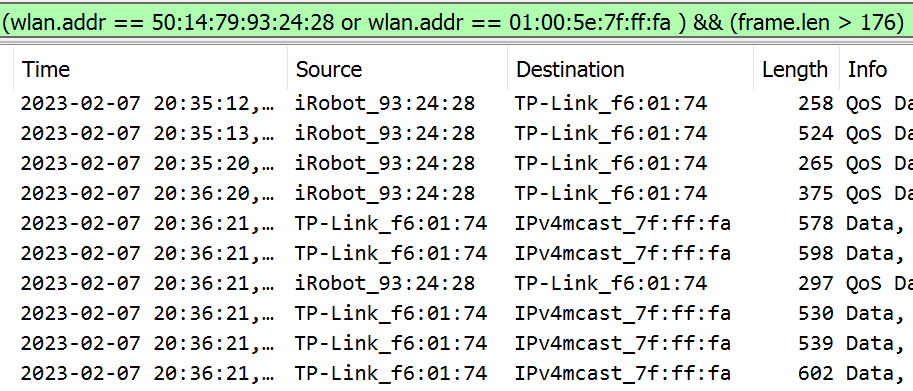 (wlan.addr == 50:14:79:93:24:28 or wlan.addr == 01:00:5e:7f:ff:fa ) && (frame.len > 176)
Time Source Destination Length Info
2023-02-07 20:35:12,… iRobot_93:24:28 TP-Link_f6:01:74 258 QoS Da
2023-02-07 20:35:13,… iRobot_93:24:28 TP-Link_f6:01:74 524 QoS Da
2023-02-07 20:35:20,… iRobot_93:24:28 TP-Link_f6:01:74 265 QoS Da
2023-02-07 20:36:20,… iRobot_93:24:28 TP-Link_f6:01:74 375 QoS Da
2023-02-07 20:36:21,… TP-Link_f6:01:74 IPv4mcast_7f:ff:fa 578 Data,
2023-02-07 20:36:21,… TP-Link_f6:01:74 IPv4mcast_7f:ff:fa 598 Data,
2023-02-07 20:36:21,… iRobot_93:24:28 TP-Link_f6:01:74 297 QoS Da
2023-02-07 20:36:21,… TP-Link_f6:01:74 IPv4mcast_7f:ff:fa 530 Data,
2023-02-07 20:36:21,… TP-Link_f6:01:74 IPv4mcast_7f:ff:fa 539 Data,
2023-02-07 20:36:21,… TP-Link_f6:01:74 IPv4mcast_7f:ff:fa 602 Data,